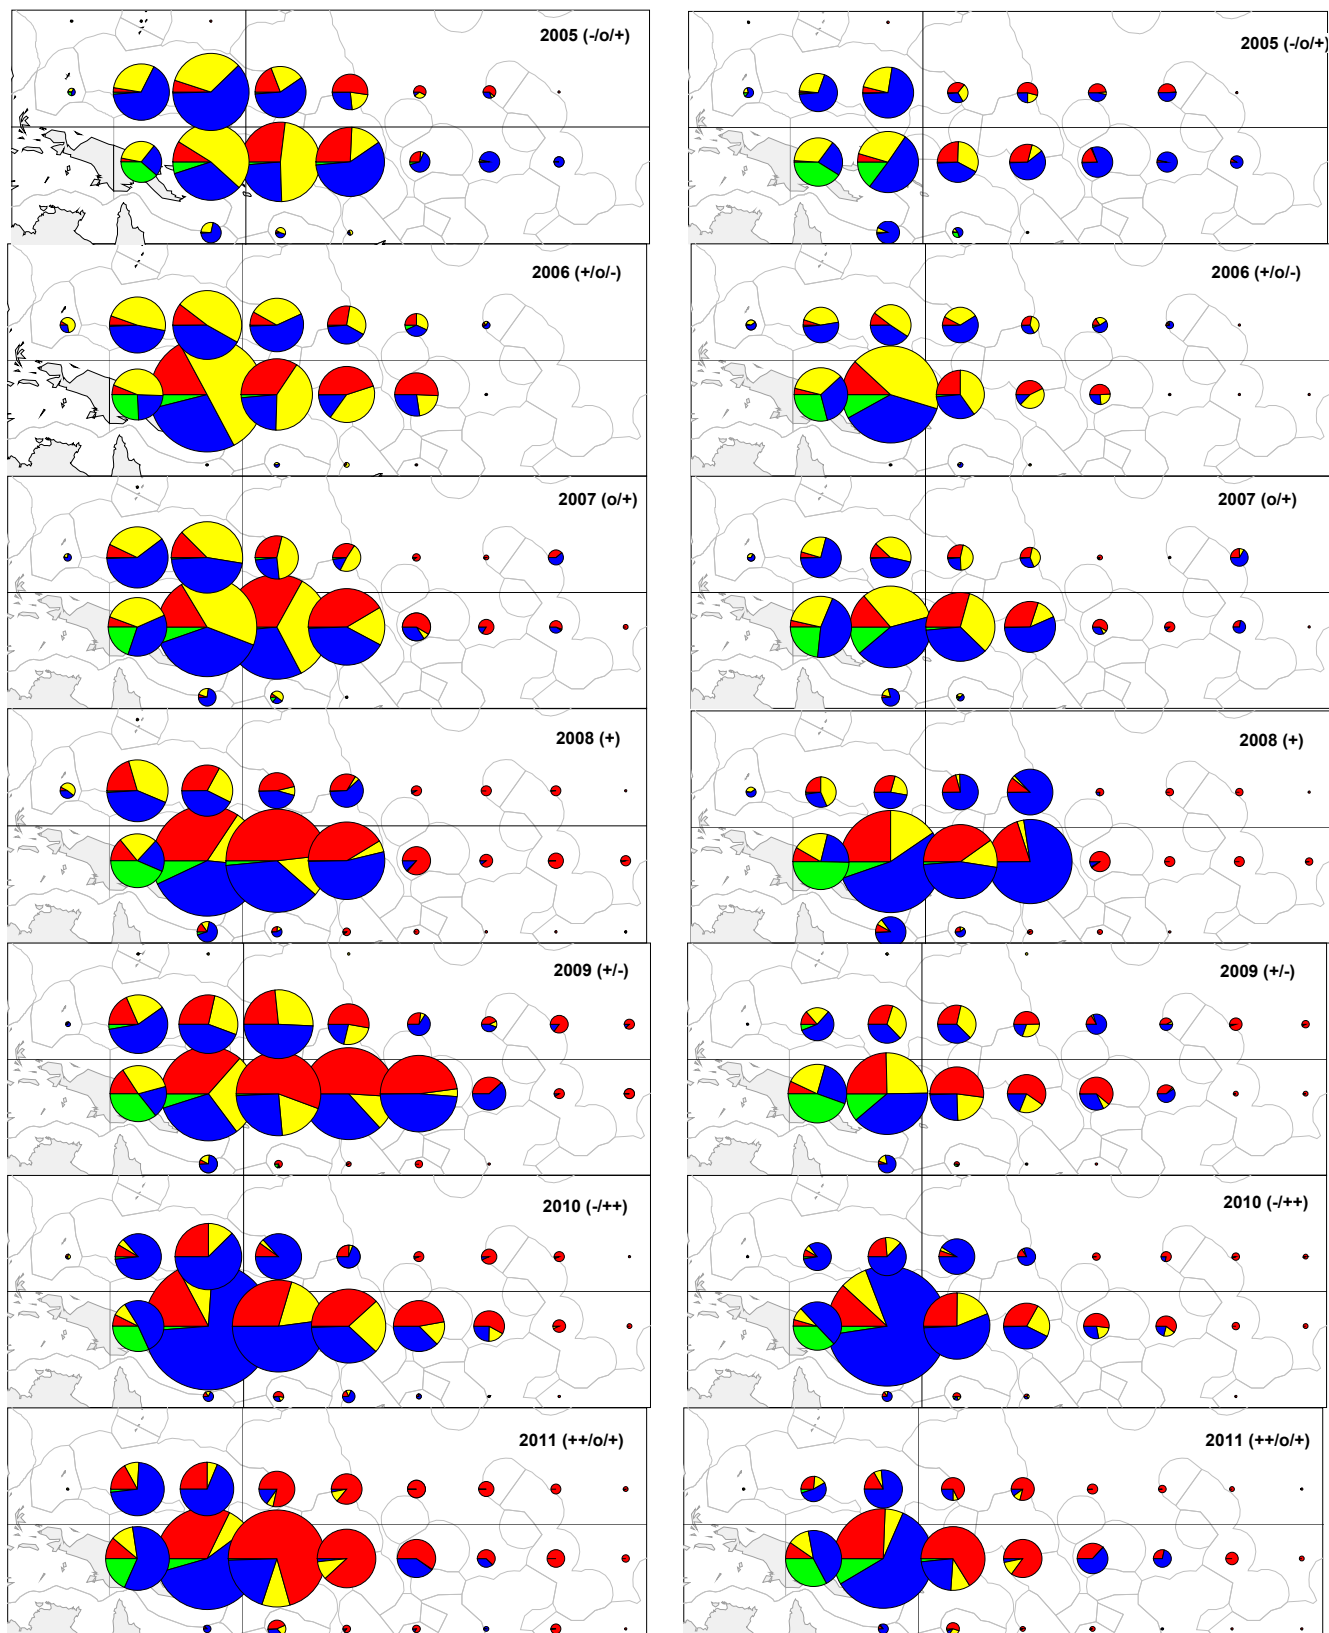 2005 (-/o/+)
2005 (-/o/+)
2006 (+/o/-)
2006 (+/o/-)
2007 (o/+)
2007 (o/+)
2008 (+)
2008 (+)
2009 (+/-)
2009 (+/-)
2010 (-/++)
2010 (-/++)
2011 (++/o/+)
2011 (++/o/+)